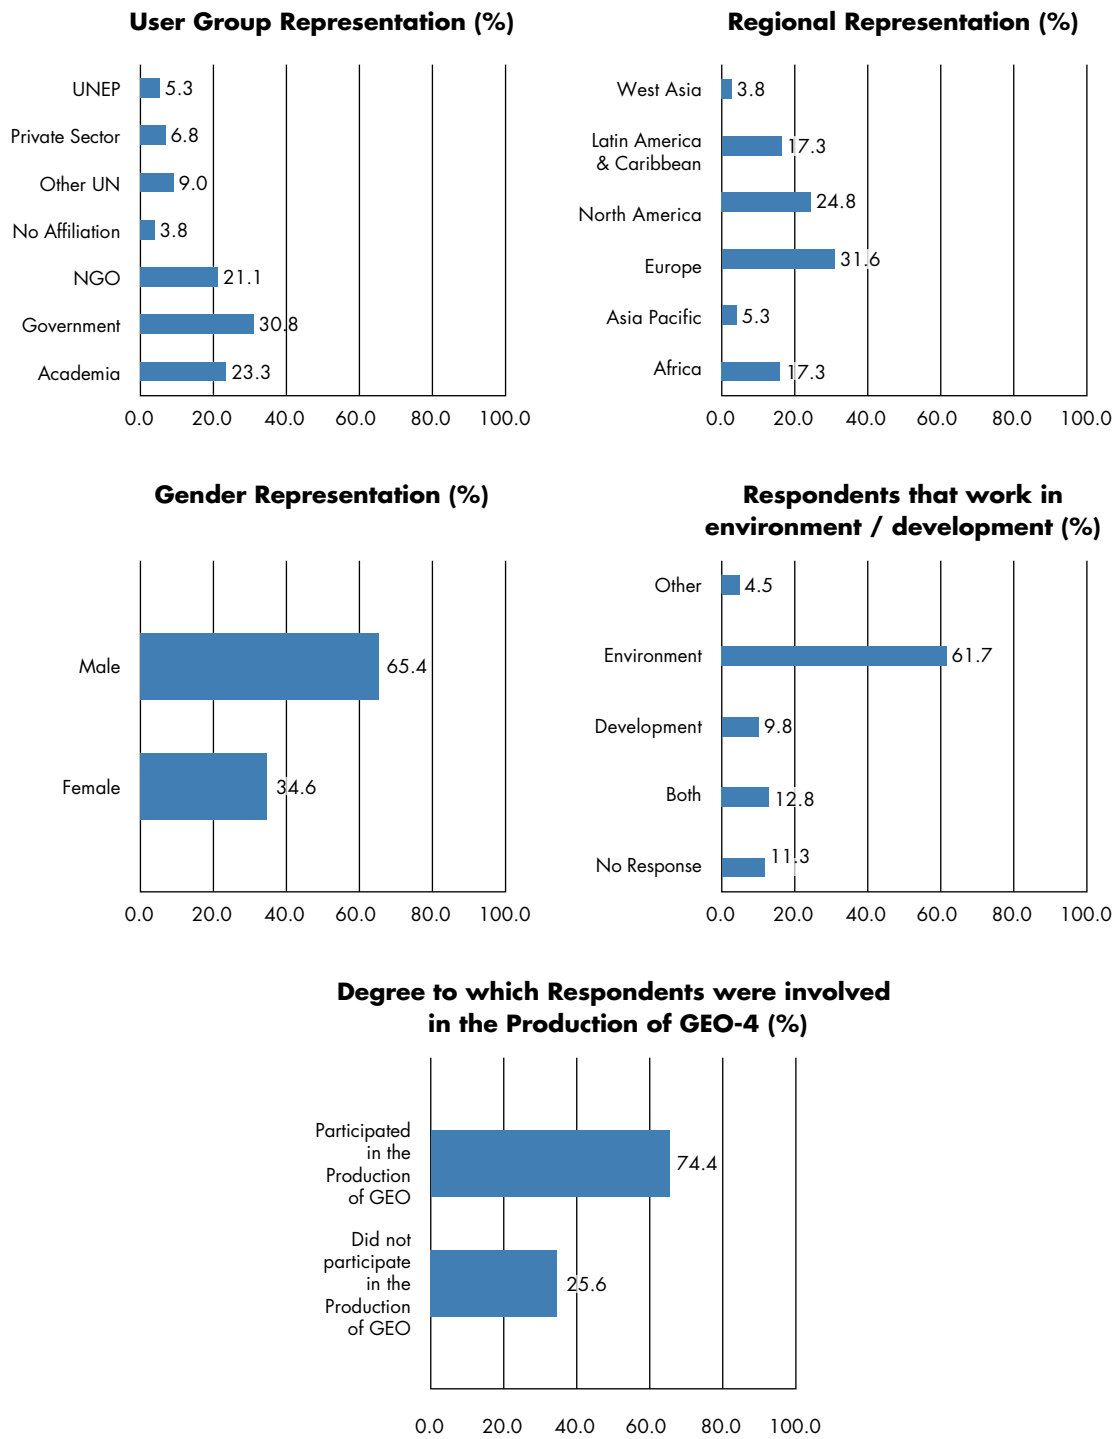 User Group Representation (%)
UNEP 5.3
Private Sector 6.8
Other UN 9.0
No Affiliation 3.8
NGO 21.1
Government 30.8
Academia 23.3
0.0 20.0 40.0 60.0 80.0 100.0
Regional Representation (%)
West Asia 3.8
Latin America
& Caribbean 17.3
North America 24.8
Europe 31.6
Asia Pacific 5.3
Africa 17.3
0.0 20.0 40.0 60.0 80.0 100.0
Gender Representation (%)
Male 65.4
Female 34.6
0.0 20.0 40.0 60.0 80.0 100.0
Respondents that work in
environment / development (%)
Other 4.5
Environment 61.7
Development 9.8
Both 12.8
No Response 11.3
0.0 20.0 40.0 60.0 80.0 100.0
Degree to which Respondents were involved
in the Production of GEO-4 (%)
Participated
in the
Production
of GEO
74.4
Did not
participate
in the
Production
of GEO
25.6
0.0 20.0 40.0 60.0 80.0 100.0